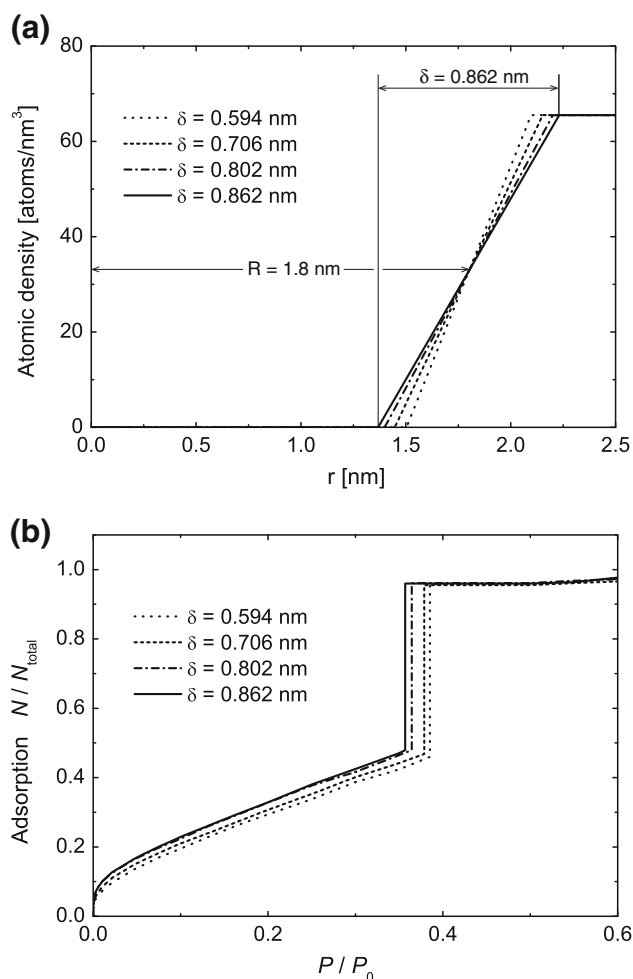 (a)
80
60
40
20
0
Atomic density [atoms/nm³]
δ = 0.862 nm
δ = 0.594 nm
δ = 0.706 nm
δ = 0.802 nm
δ = 0.862 nm
R = 1.8 nm
0.0 0.5 1.0 1.5 2.0 2.5
r [nm]
(b)
1.0
0.8
0.6
0.4
0.2
0.0
Adsorption N / N_total
δ = 0.594 nm
δ = 0.706 nm
δ = 0.802 nm
δ = 0.862 nm
0.0 0.2 0.4 0.6
P / P₀